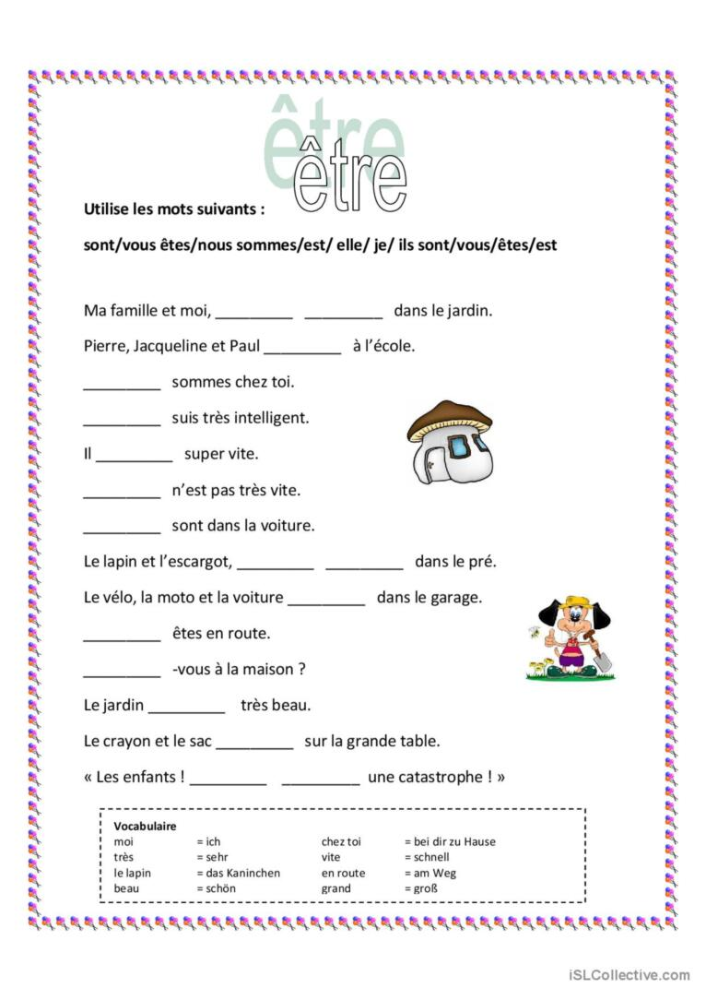 être
être
Utilise les mots suivants :
sont/vous êtes/nous sommes/est/ elle/ je/ ils sont/vous/êtes/est
Ma famille et moi, _________ _________ dans le jardin.
Pierre, Jacqueline et Paul _________ à l’école.
_________ sommes chez toi.
_________ suis très intelligent.
Il _________ super vite.
_________ n’est pas très vite.
_________ sont dans la voiture.
Le lapin et l’escargot, _________ _________ dans le pré.
Le vélo, la moto et la voiture _________ dans le garage.
_________ êtes en route.
_________ -vous à la maison ?
Le jardin _________ très beau.
Le crayon et le sac _________ sur la grande table.
« Les enfants ! _________ _________ une catastrophe ! »
Vocabulaire
moi = ich chez toi = bei dir zu Hause
très = sehr vite = schnell
le lapin = das Kaninchen en route = am Weg
beau = schön grand = groß
iSLCollective.com